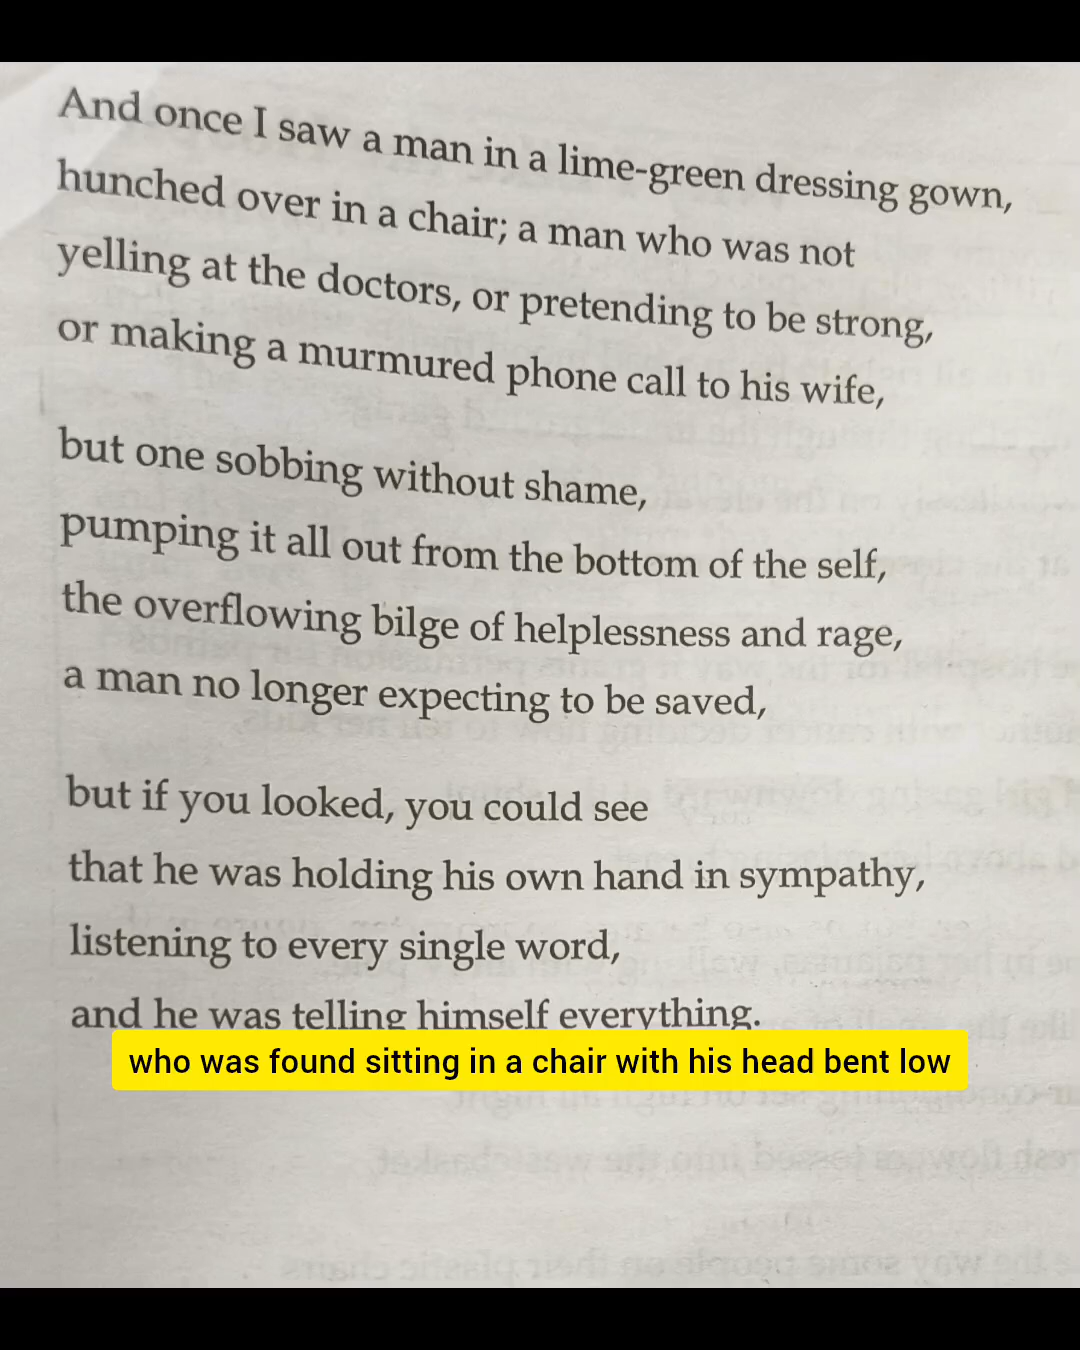 And once I saw a man in a lime-green dressing gown,
hunched over in a chair; a man who was not
yelling at the doctors, or pretending to be strong,
or making a murmured phone call to his wife,
but one sobbing without shame,
pumping it all out from the bottom of the self,
the overflowing bilge of helplessness and rage,
a man no longer expecting to be saved,
but if you looked, you could see
that he was holding his own hand in sympathy,
listening to every single word,
and he was telling himself everything.
who was found sitting in a chair with his head bent low